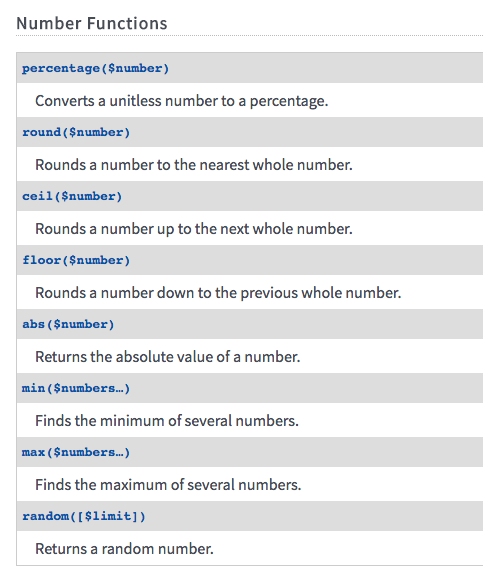 Number Functions
percentage($number)
Converts a unitless number to a percentage.
round($number)
Rounds a number to the nearest whole number.
ceil($number)
Rounds a number up to the next whole number.
floor($number)
Rounds a number down to the previous whole number.
abs($number)
Returns the absolute value of a number.
min($numbers…)
Finds the minimum of several numbers.
max($numbers…)
Finds the maximum of several numbers.
random([$limit])
Returns a random number.